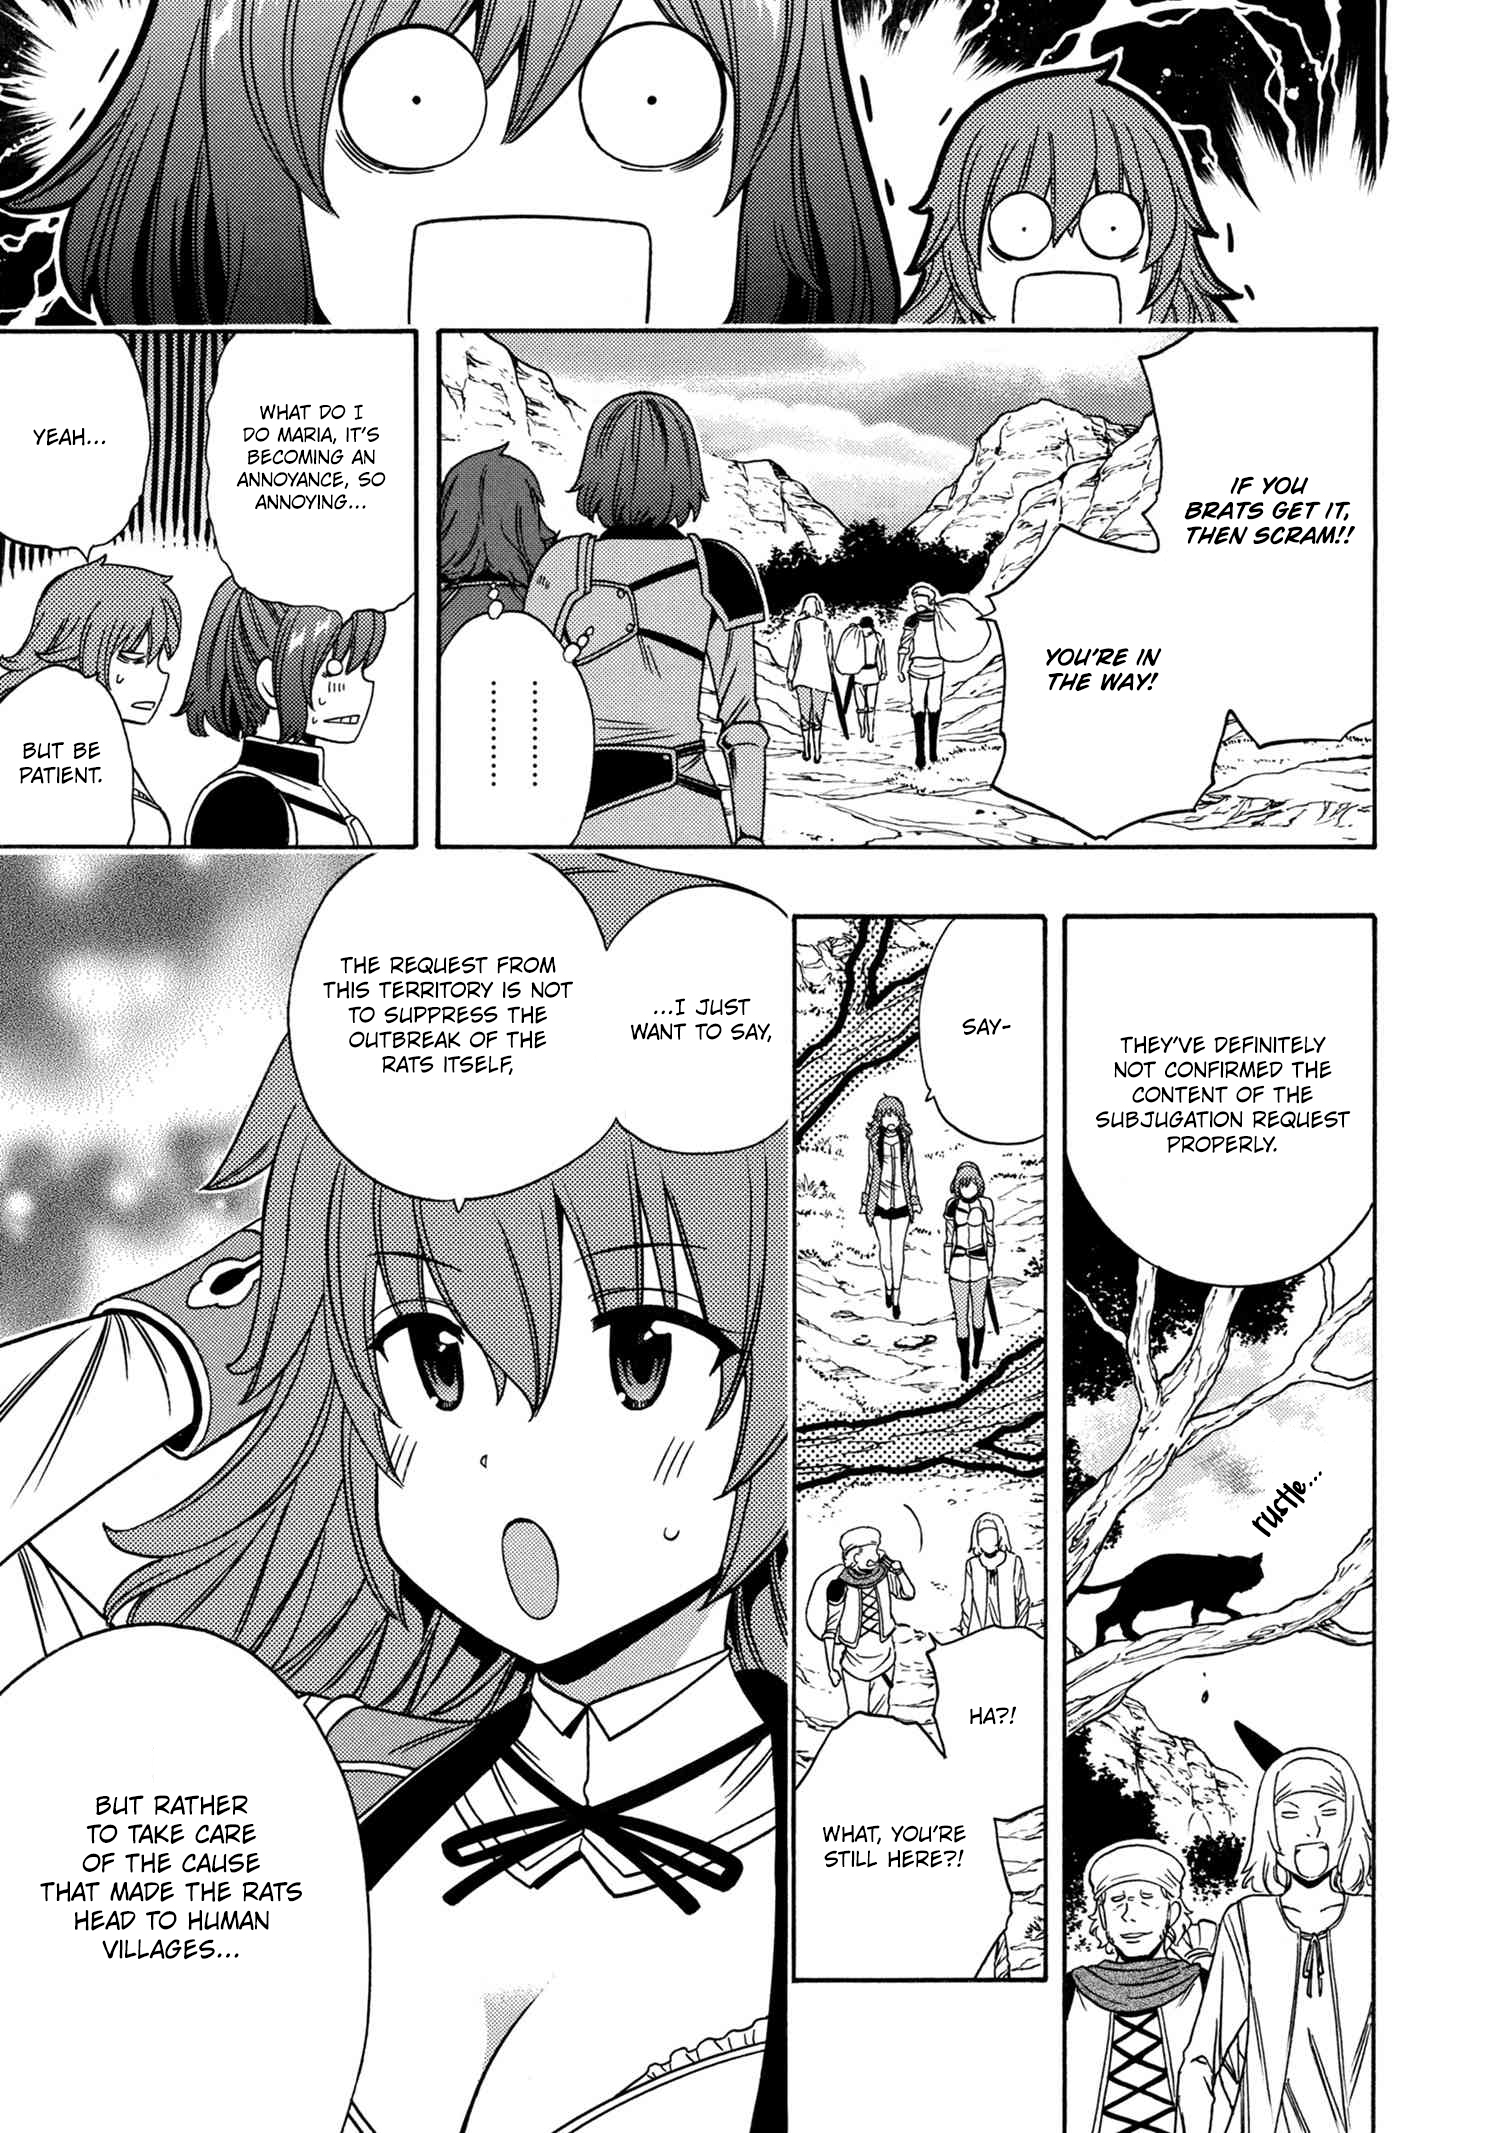 IF YOU
BRATS GET IT,
THEN SCRAM!!
YOU'RE IN
THE WAY!
WHAT DO I
DO MARIA, IT'S
BECOMING AN
ANNOYANCE, SO
ANNOYING...
YEAH...
BUT BE
PATIENT.
THEY'VE DEFINITELY
NOT CONFIRMED THE
CONTENT OF THE
SUBJUGATION REQUEST
PROPERLY.
rustle...
SAY-
HA?!
WHAT, YOU'RE
STILL HERE?!
...I JUST
WANT TO SAY,
THE REQUEST FROM
THIS TERRITORY IS NOT
TO SUPPRESS THE
OUTBREAK OF THE
RATS ITSELF,
BUT RATHER
TO TAKE CARE
OF THE CAUSE
THAT MADE THE RATS
HEAD TO HUMAN
VILLAGES...